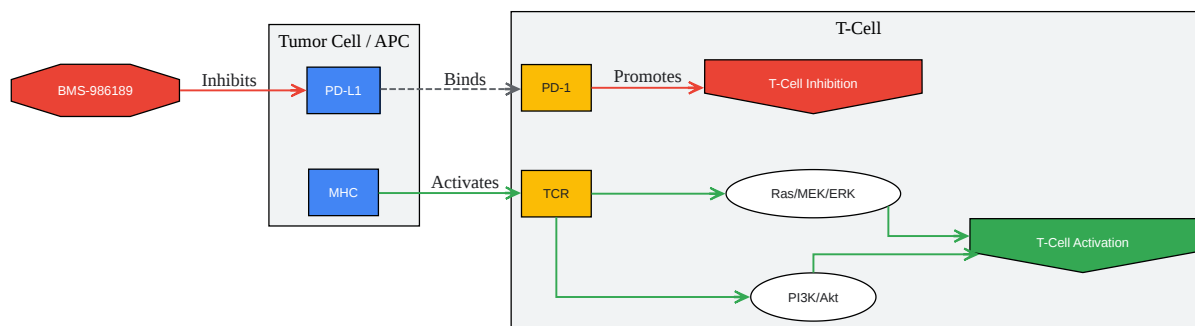 T-Cell
Tumor Cell / APC
BMS-986189
Inhibits
PD-L1
Binds
PD-1
Promotes
T-Cell Inhibition
MHC
Activates
TCR
Ras/MEK/ERK
T-Cell Activation
PI3K/Akt